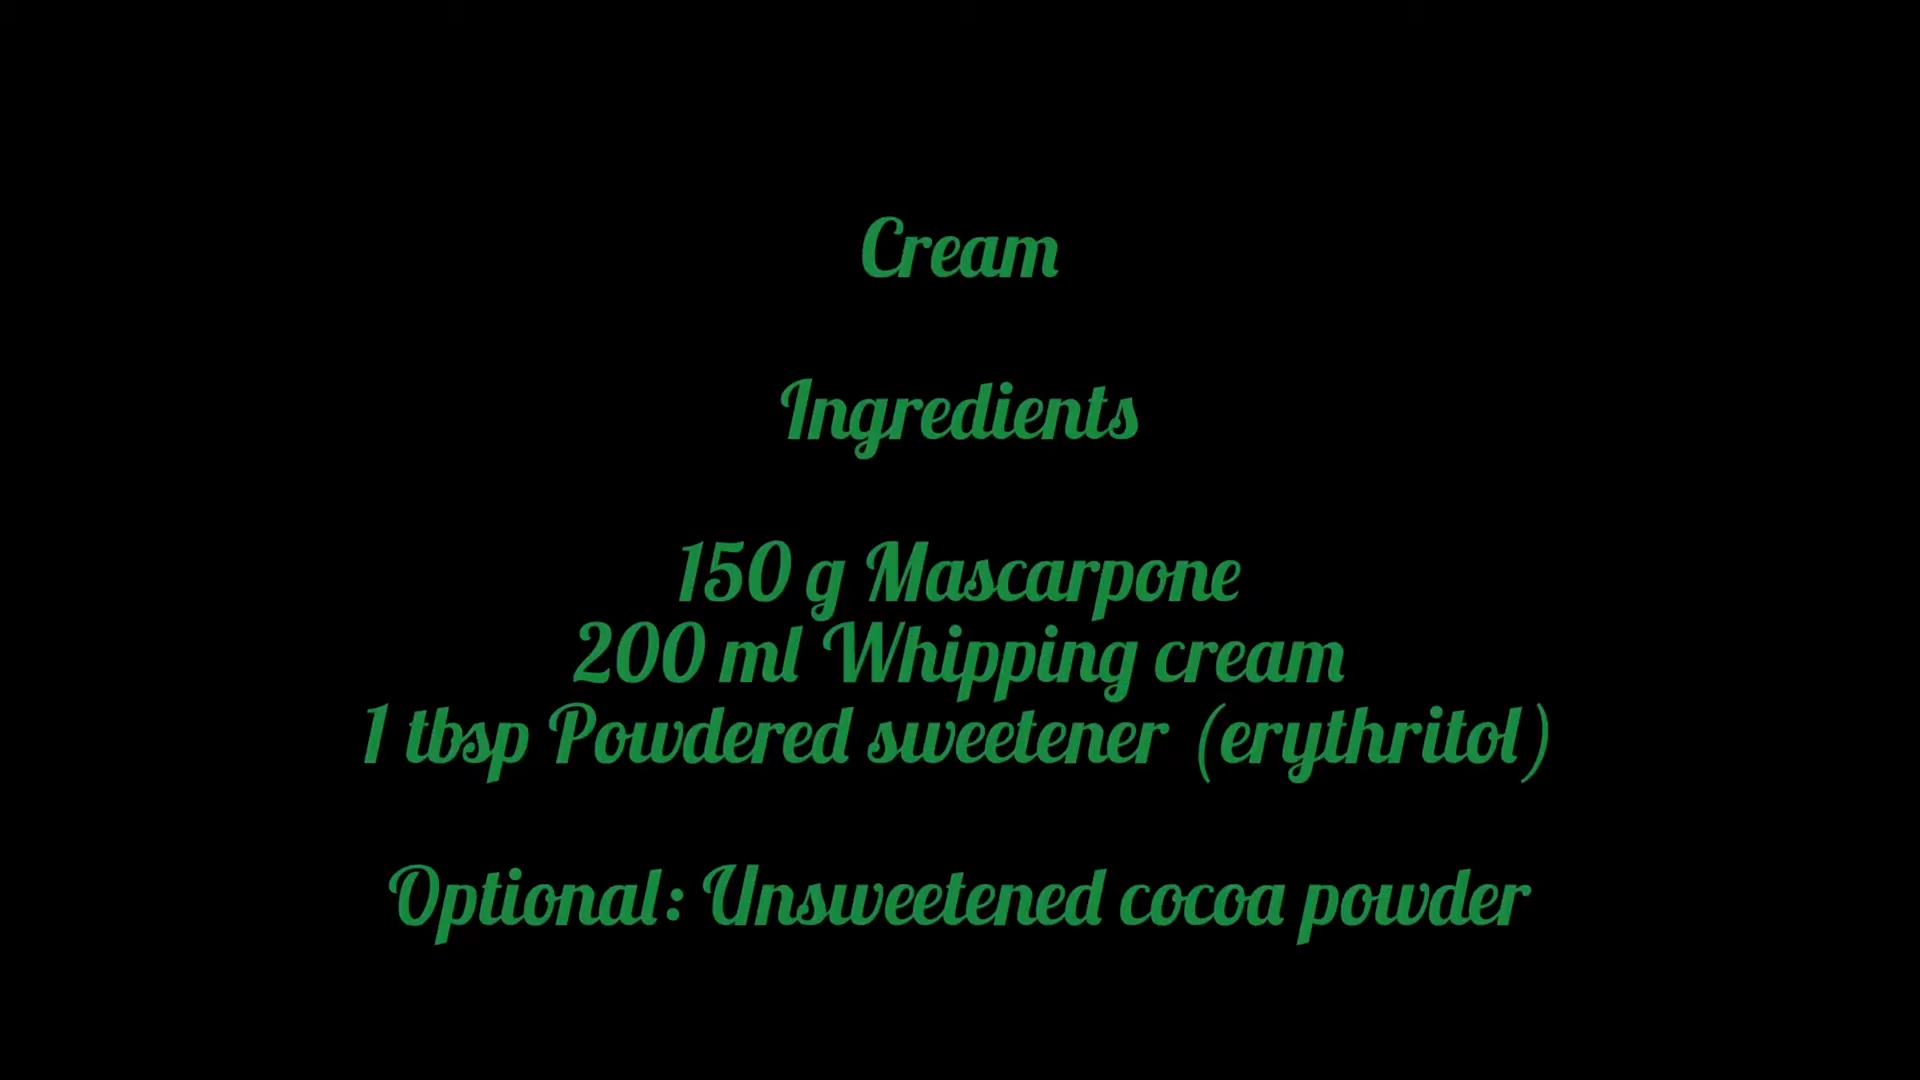 Cream
Ingredients
150 g Mascarpone
200 ml Whipping cream
1 tbsp Powdered sweetener (erythritol)
Optional: Unsweetened cocoa powder